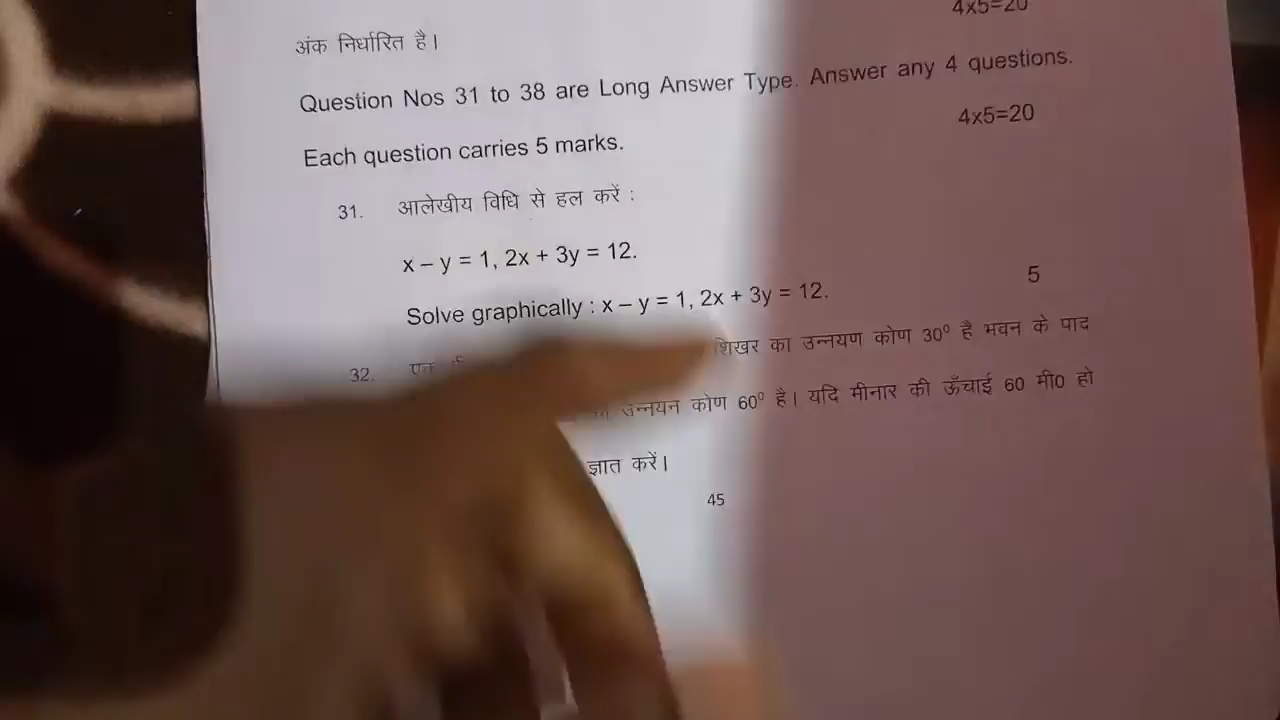 4x5=20
अंक निर्धारित है।
Question Nos 31 to 38 are Long Answer Type. Answer any 4 questions.
4x5=20
Each question carries 5 marks.
31. आलेखीय विधि से हल करें :
x – y = 1, 2x + 3y = 12.
5
Solve graphically : x – y = 1, 2x + 3y = 12.
32. शिखर का उन्नयण कोण 30⁰ है भवन के पाद
उन्नयन कोण 60⁰ है। यदि मीनार की ऊँचाई 60 मी0 हो
ज्ञात करें।
45